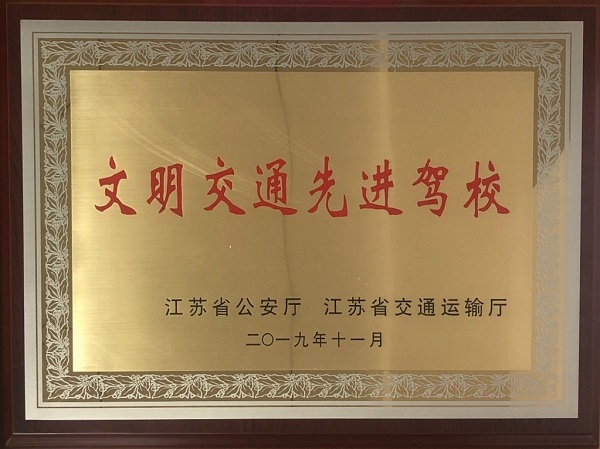 文明交通先进驾校
江苏省公安厅 江苏省交通运输厅
二〇一九年十一月